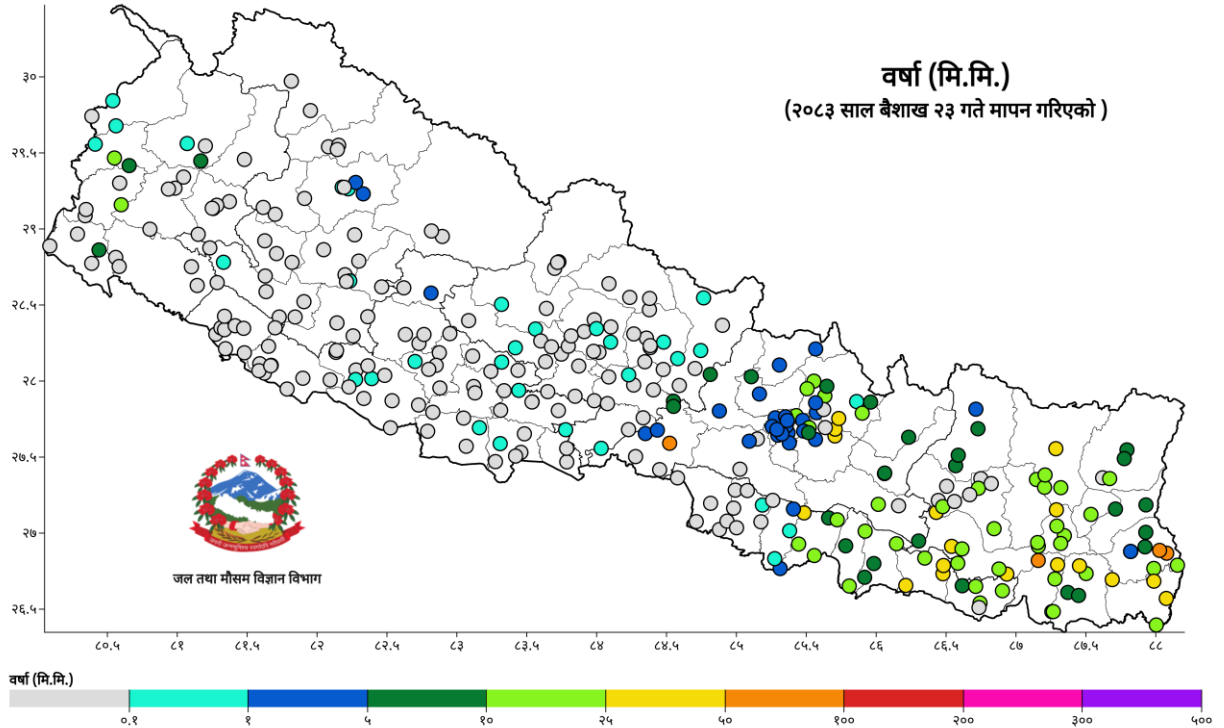 वर्षा (मि.मि.)
(२०८३ साल बैशाख २३ गते मापन गरिएको )
३०
२९.५
२९
२८.५
२८
२७.५
२७
२६.५
जल तथा मौसम विज्ञान विभाग
८०.५ ८१ ८१.५ ८२ ८२.५ ८३ ८३.५ ८४ ८४.५ ८५ ८५.५ ८६ ८६.५ ८७ ८७.५ ८८
वर्षा (मि.मि.)
०.१ १ ५ १० २५ ५० १०० २०० ३०० ५००